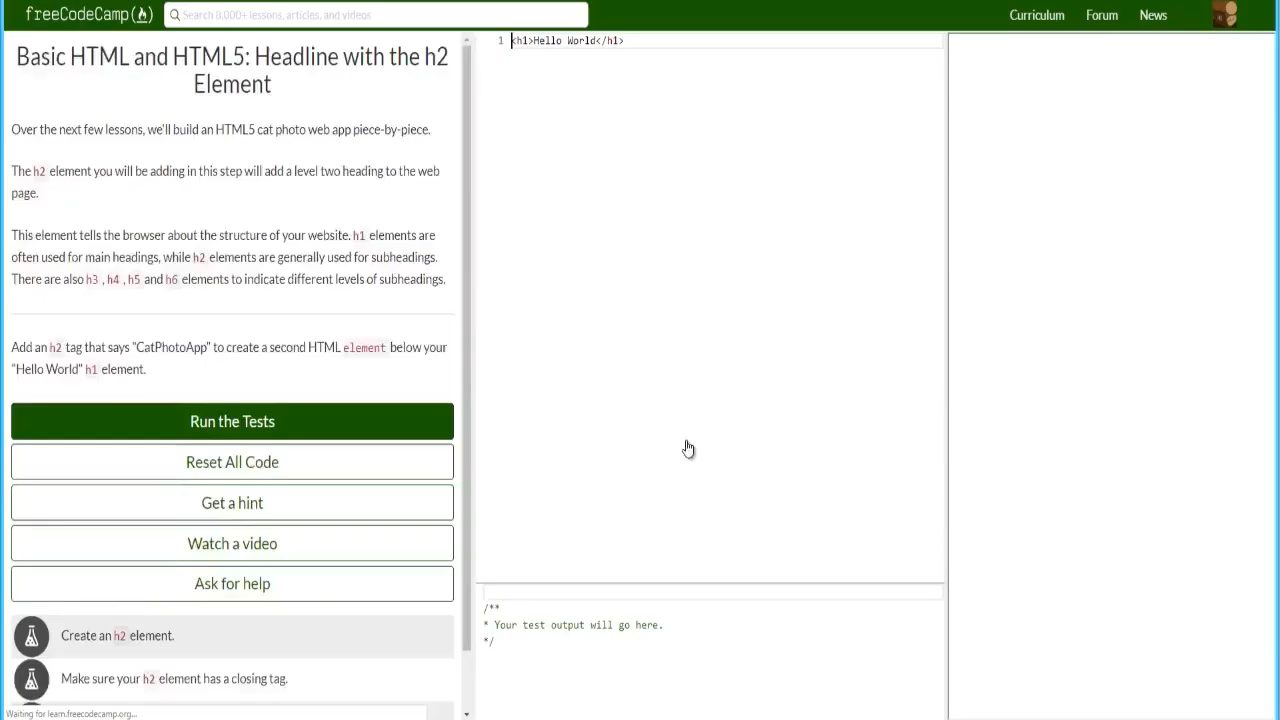 freeCodeCamp
Search 8,000+ lessons, articles, and videos
Curriculum
Forum
News
Basic HTML and HTML5: Headline with the h2
Element
Over the next few lessons, we'll build an HTML5 cat photo web app piece-by-piece.
The h2 element you will be adding in this step will add a level two heading to the web
page.
This element tells the browser about the structure of your website. h1 elements are
often used for main headings, while h2 elements are generally used for subheadings.
There are also h3 , h4 , h5 and h6 elements to indicate different levels of subheadings.
Add an h2 tag that says "CatPhotoApp" to create a second HTML element below your
"Hello World" h1 element.
Run the Tests
Reset All Code
Get a hint
Watch a video
Ask for help
Create an h2 element.
Make sure your h2 element has a closing tag.
Waiting for learn.freecodecamp.org...
1 <h1>Hello World</h1>
/**
* Your test output will go here.
*/